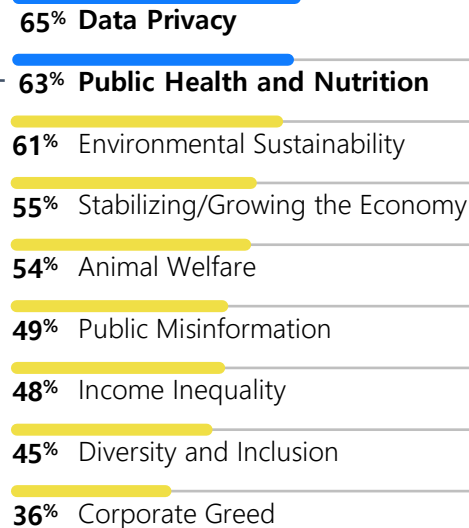 65% Data Privacy
63% Public Health and Nutrition
61% Environmental Sustainability
55% Stabilizing/Growing the Economy
54% Animal Welfare
49% Public Misinformation
48% Income Inequality
45% Diversity and Inclusion
36% Corporate Greed